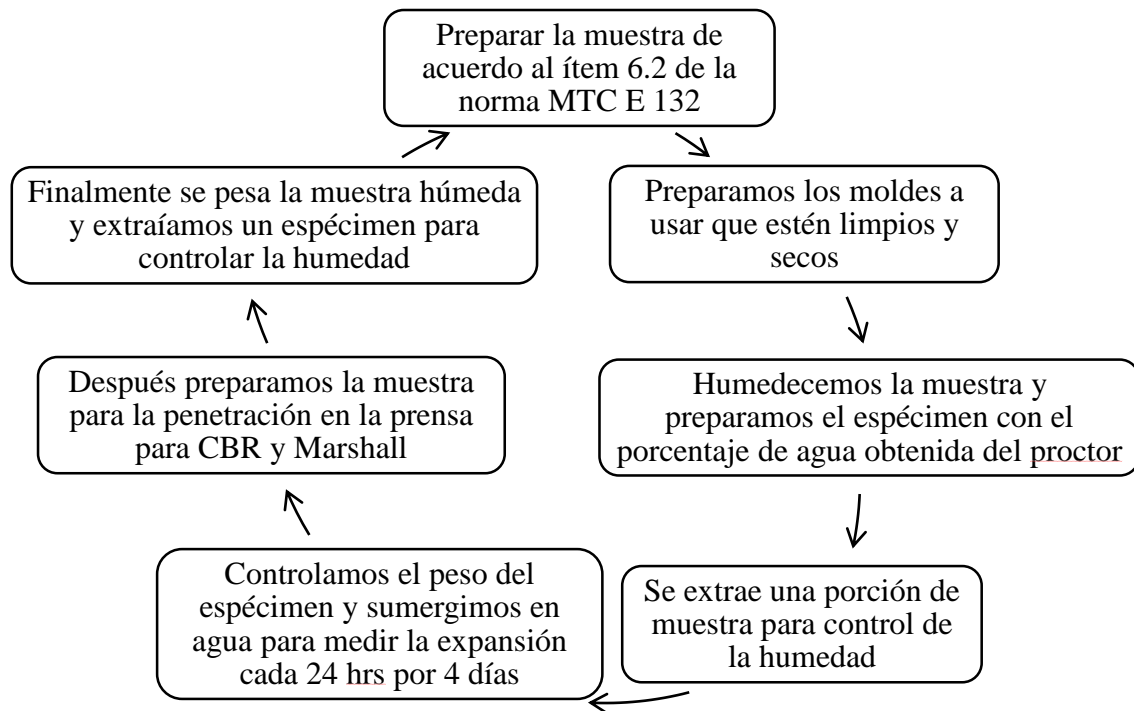 Preparar la muestra de
acuerdo al ítem 6.2 de la
norma MTC E 132
Preparamos los moldes a
usar que estén limpios y
secos
Humedecemos la muestra y
preparamos el espécimen con el
porcentaje de agua obtenida del proctor
Se extrae una porción de
muestra para control de
la humedad
Controlamos el peso del
espécimen y sumergimos en
agua para medir la expansión
cada 24 hrs por 4 días
Después preparamos la muestra
para la penetración en la prensa
para CBR y Marshall
Finalmente se pesa la muestra húmeda
y extraíamos un espécimen para
controlar la humedad